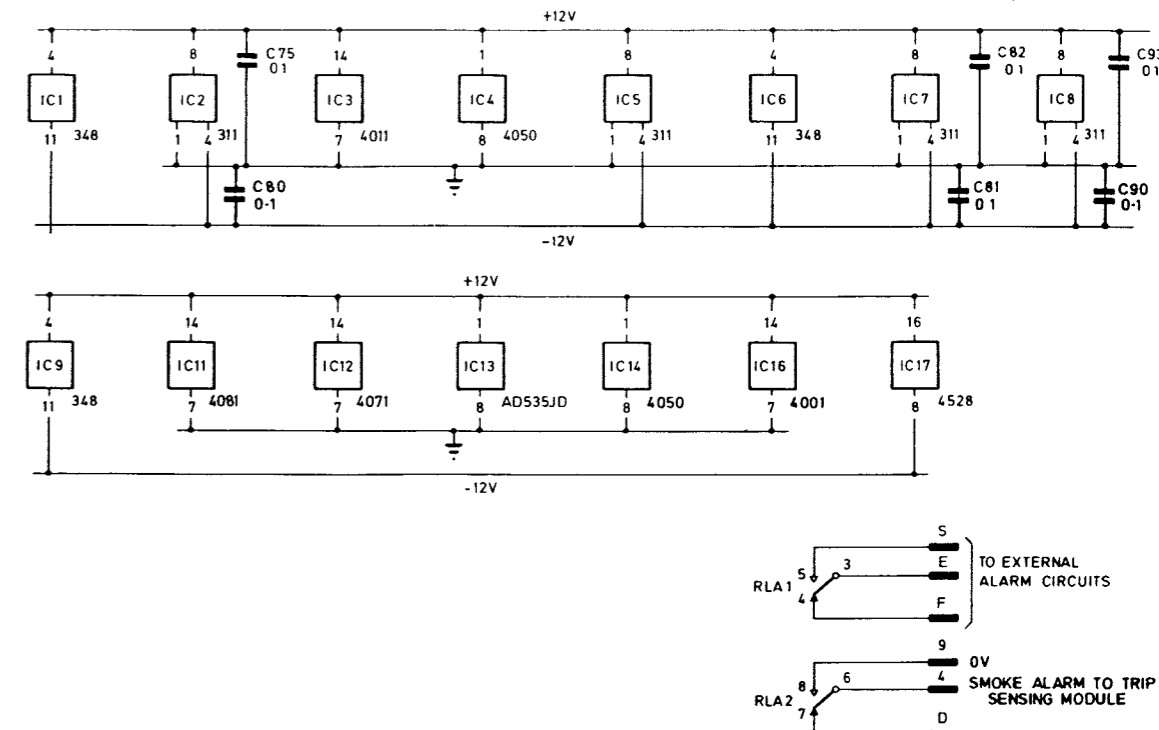 +12V
4 8 C75 14 1 8 4 8 C82 8 C93
01 01 01
IC1 IC2 IC3 IC4 IC5 IC6 IC7 IC8
11 348 1 4 311 7 4011 8 4050 1 4 311 11 348 1 4 311 1 4 311
C80 C81 C90
0-1 01 0-1
-12V
+12V
4 14 14 1 1 14 16
IC9 IC11 IC12 IC13 IC14 IC16 IC17
11 348 7 4081 7 4071 8 AD535JD 8 4050 7 4001 8 4528
-12V
S
5 3 E TO EXTERNAL
RLA1 ALARM CIRCUITS
4 F
9
0V
8 6 4 SMOKE ALARM TO TRIP
RLA2 SENSING MODULE
7 D